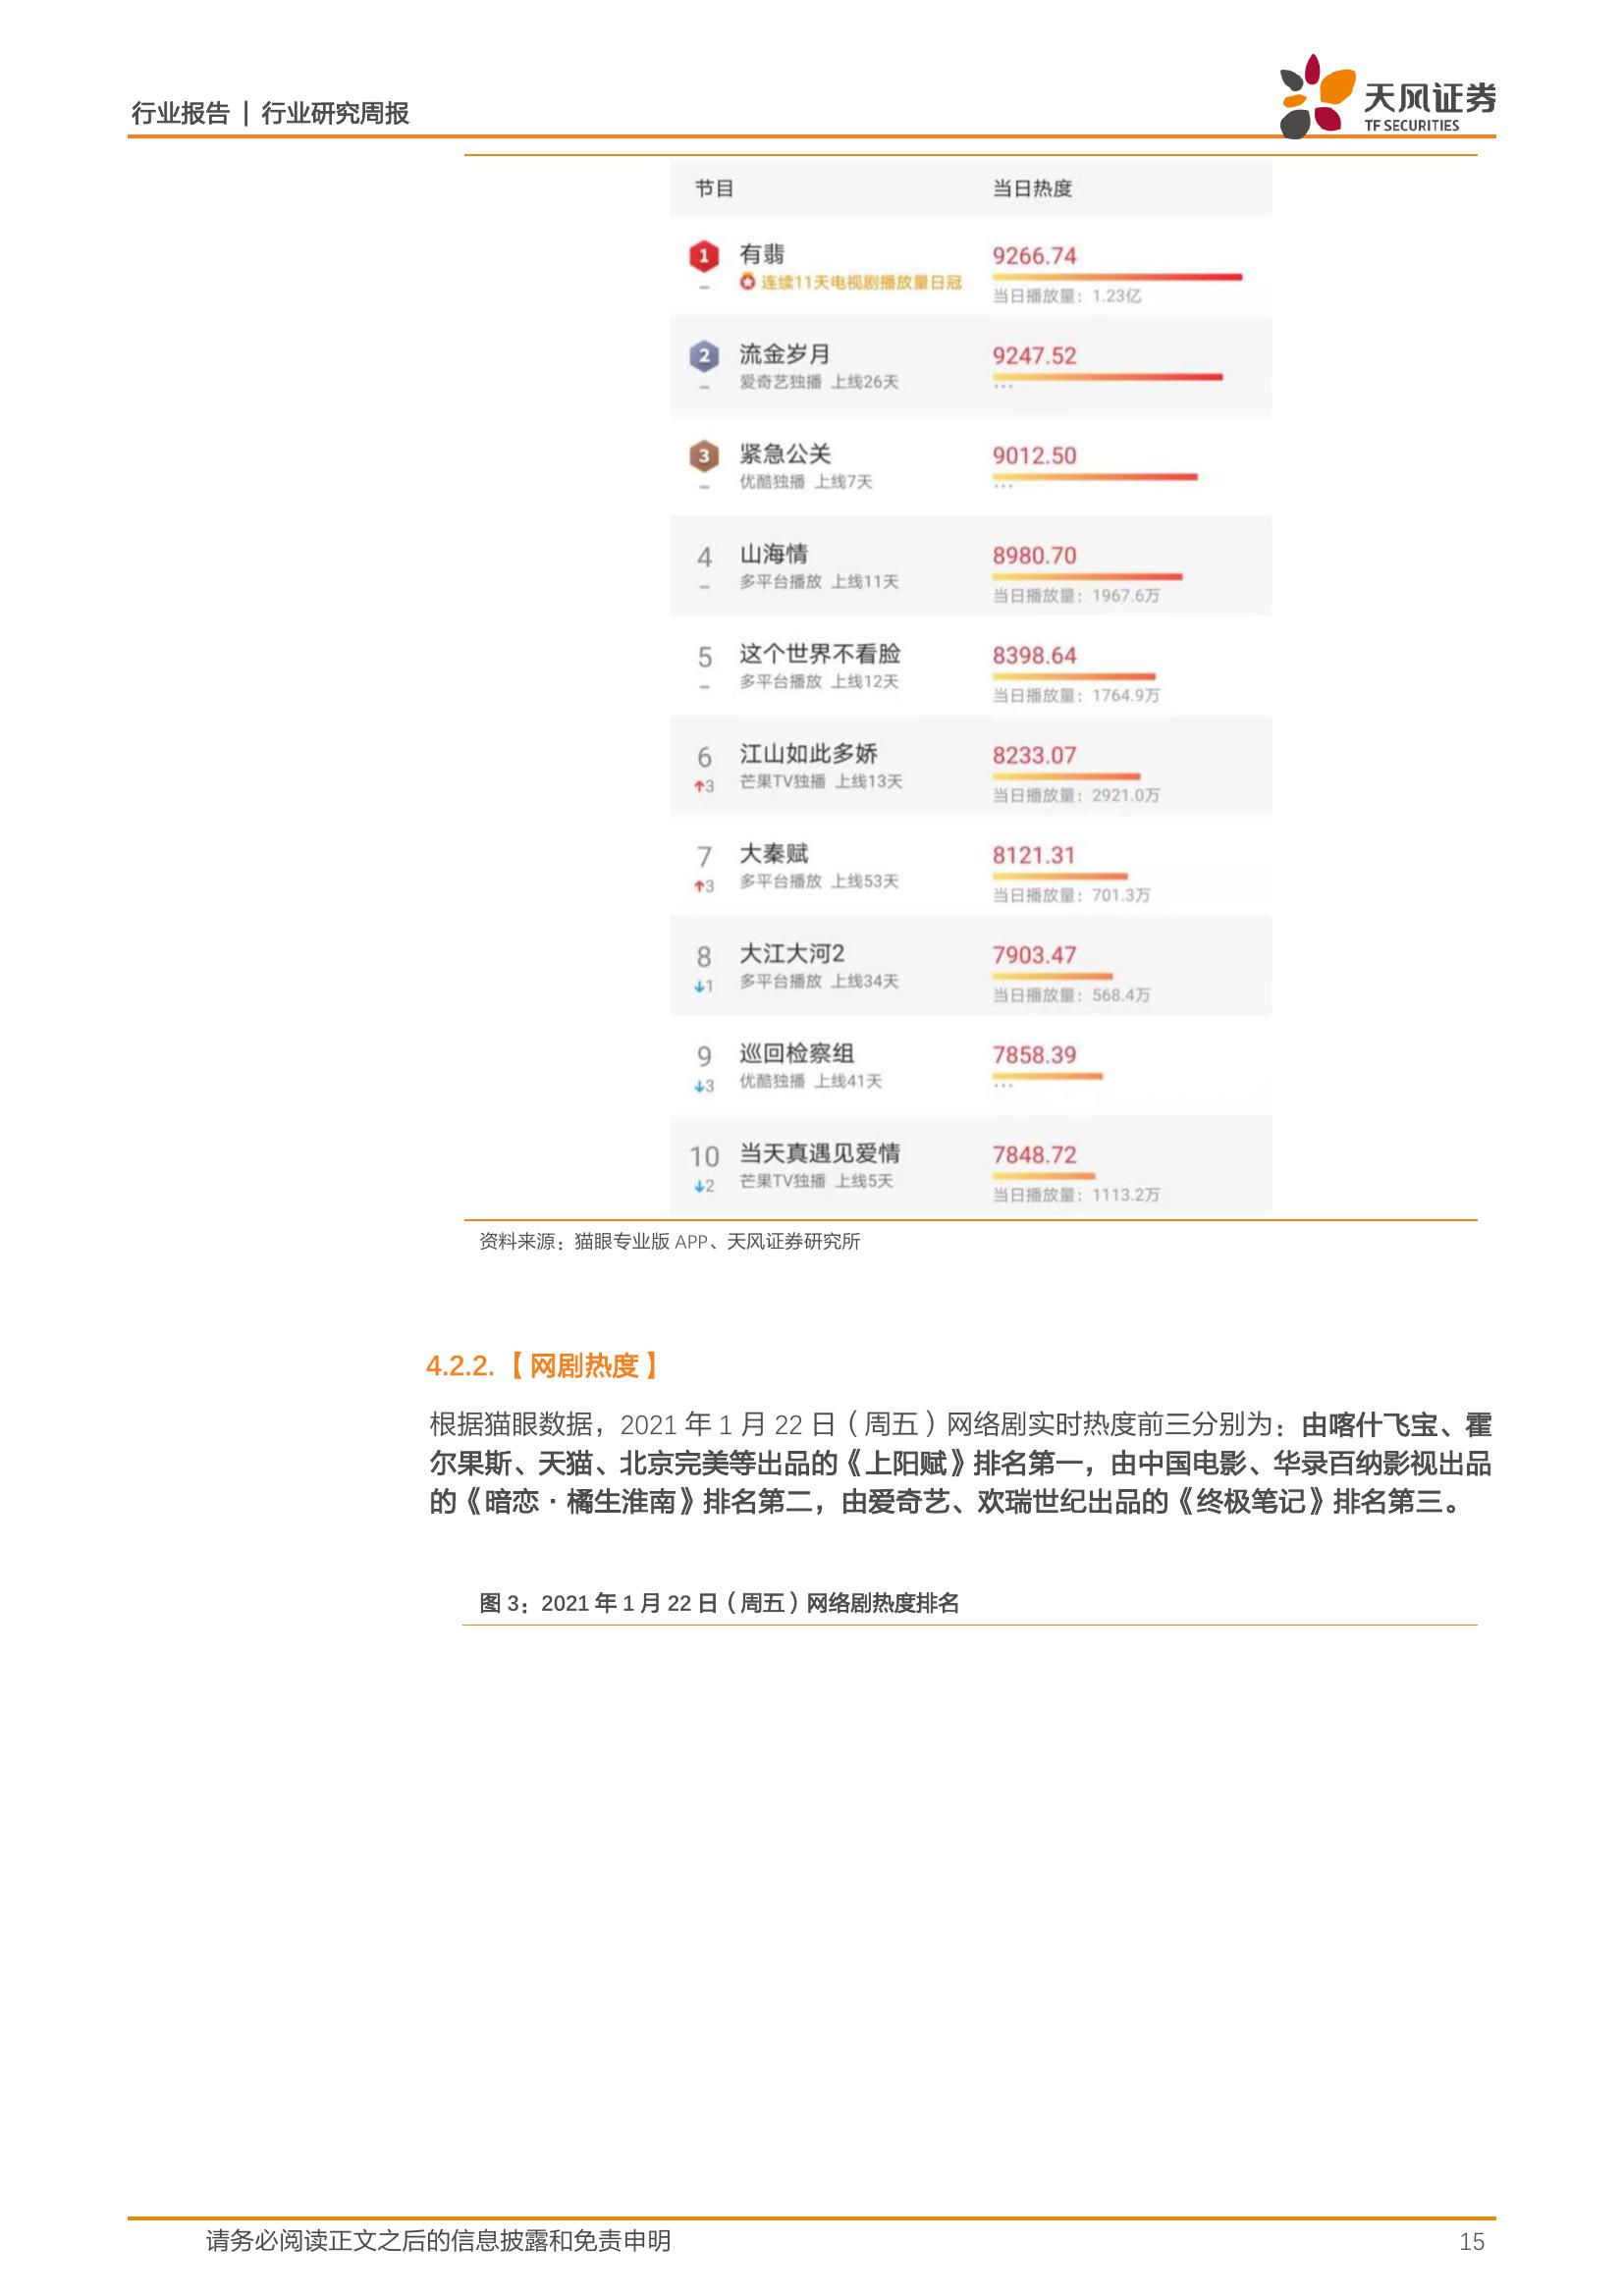 行业报告 | 行业研究周报
天风证券
TF SECURITIES
节目 当日热度
1 有翡 9266.74
– 连续11天电视剧播放量日冠 当日播放量：1.23亿
2 流金岁月 9247.52
– 爱奇艺独播 上线26天 ...
3 紧急公关 9012.50
– 优酷独播 上线7天 ...
4 山海情 8980.70
– 多平台播放 上线11天 当日播放量：1967.6万
5 这个世界不看脸 8398.64
– 多平台播放 上线12天 当日播放量：1764.9万
6 江山如此多娇 8233.07
↑3 芒果TV独播 上线13天 当日播放量：2921.0万
7 大秦赋 8121.31
↑3 多平台播放 上线53天 当日播放量：701.3万
8 大江大河2 7903.47
↓1 多平台播放 上线34天 当日播放量：568.4万
9 巡回检察组 7858.39
↓3 优酷独播 上线41天 ...
10 当天真遇见爱情 7848.72
↓2 芒果TV独播 上线5天 当日播放量：1113.2万
资料来源：猫眼专业版 APP、天风证券研究所
4.2.2.【网剧热度】
根据猫眼数据，2021 年 1 月 22 日（周五）网络剧实时热度前三分别为：由喀什飞宝、霍
尔果斯、天猫、北京完美等出品的《上阳赋》排名第一，由中国电影、华录百纳影视出品
的《暗恋·橘生淮南》排名第二，由爱奇艺、欢瑞世纪出品的《终极笔记》排名第三。
图 3：2021 年 1 月 22 日（周五）网络剧热度排名
请务必阅读正文之后的信息披露和免责申明 15